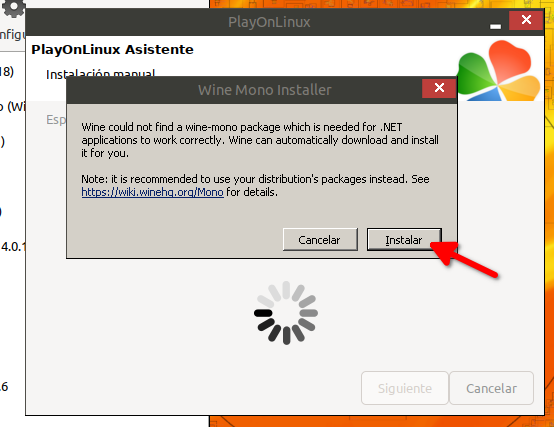 PlayOnLinux
PlayOnLinux Asistente
Instalación manual
Wine Mono Installer
Wine could not find a wine-mono package which is needed for .NET
applications to work correctly. Wine can automatically download and install
it for you.
Note: it is recommended to use your distribution's packages instead. See
https://wiki.winehq.org/Mono for details.
Cancelar
Instalar
Siguiente
Cancelar
18)
4.0.1
.6